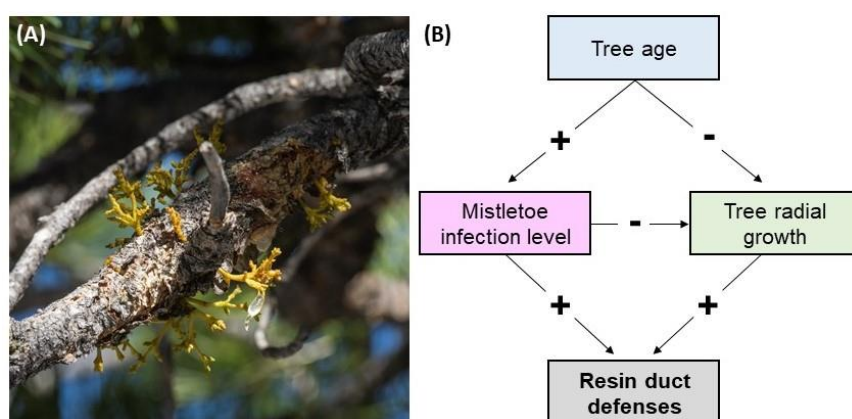 (A)
(B)
Tree age
+
-
Mistletoe
infection level
-
Tree radial
growth
+
+
Resin duct
defenses